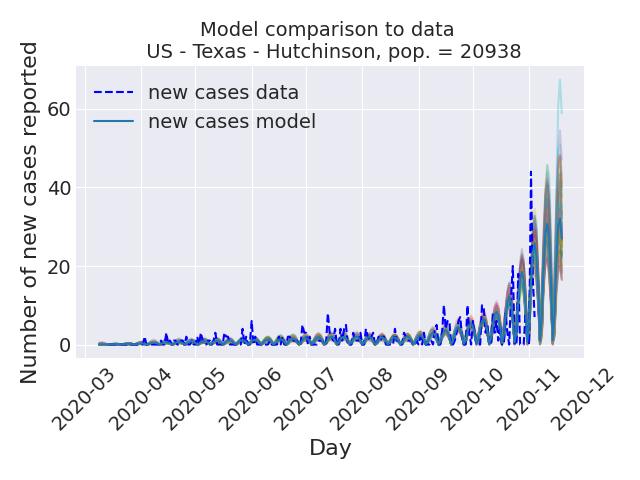 Model comparison to data
US - Texas - Hutchinson, pop. = 20938
Number of new cases reported
new cases data
new cases model
60
40
20
0
2020-03
2020-04
2020-05
2020-06
2020-07
2020-08
2020-09
2020-10
2020-11
2020-12
Day